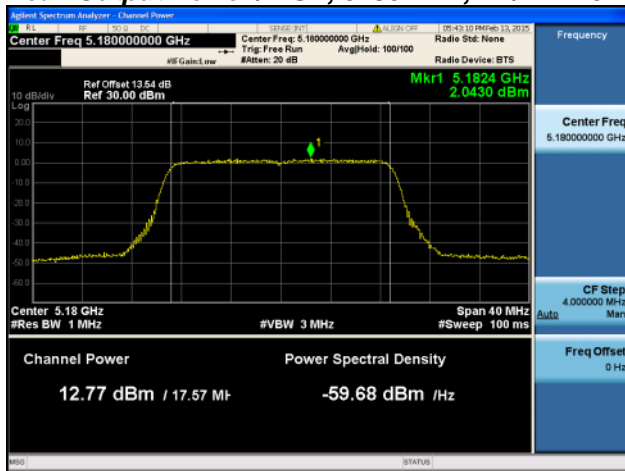 Agilent Spectrum Analyzer - Channel Power
RL RF 50 Ω DC SENSE:INT ALIGN OFF 05:43:10 PM Feb 13, 2015
Center Freq 5.180000000 GHz Center Freq: 5.180000000 GHz Radio Std: None Frequency
Trig: Free Run Avg|Hold: 100/100
#IFGain:Low #Atten: 20 dB Radio Device: BTS
Ref Offset 13.54 dB Mkr1 5.1824 GHz
10 dB/div Ref 30.00 dBm 2.0430 dBm
Log
20.0
10.0
0.00
-10.0
-20.0
-30.0
-40.0
-50.0
-60.0
1
Center Freq
5.180000000 GHz
Center 5.18 GHz Span 40 MHz
#Res BW 1 MHz #VBW 3 MHz #Sweep 100 ms
CF Step
4.000000 MHz
Auto Man
Channel Power Power Spectral Density
Freq Offset
0 Hz
12.77 dBm / 17.57 MH -59.68 dBm /Hz
MSG STATUS